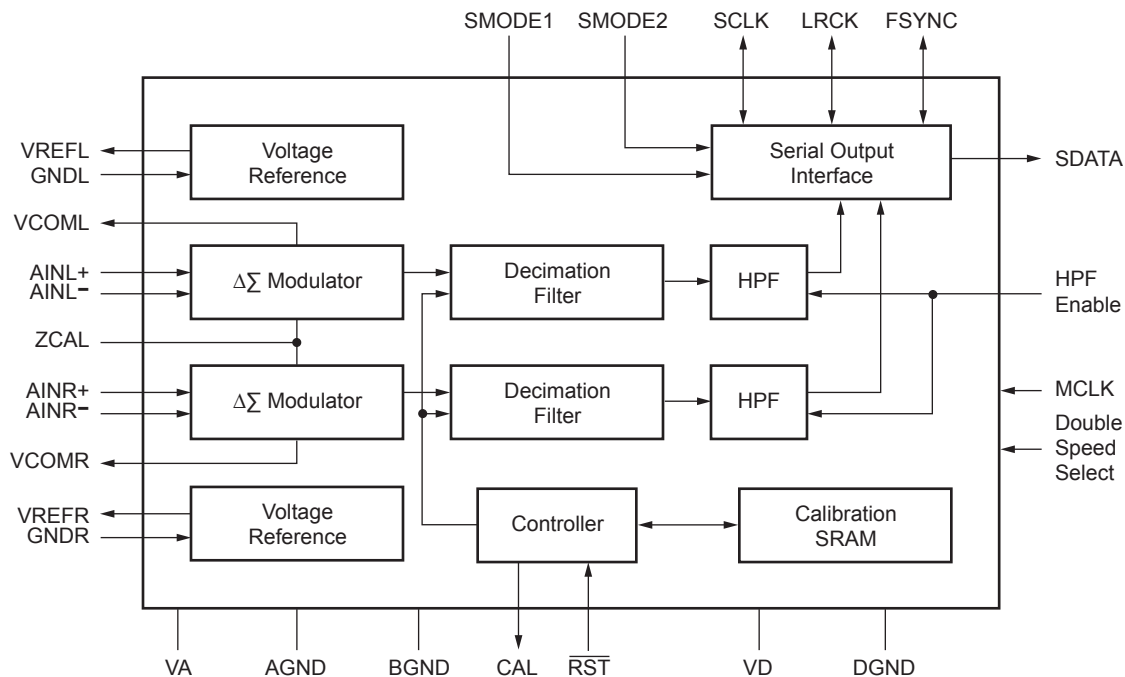 SMODE1
SMODE2
SCLK
LRCK
FSYNC
VREFL
GNDL
Voltage
Reference
Serial Output
Interface
SDATA
VCOML
AINL+
AINL−
ΔΣ Modulator
Decimation
Filter
HPF
HPF
Enable
ZCAL
AINR+
AINR−
ΔΣ Modulator
Decimation
Filter
HPF
MCLK
Double
Speed
Select
VCOMR
VREFR
GNDR
Voltage
Reference
Controller
Calibration
SRAM
VA
AGND
BGND
CAL
R̅S̅T̅
VD
DGND